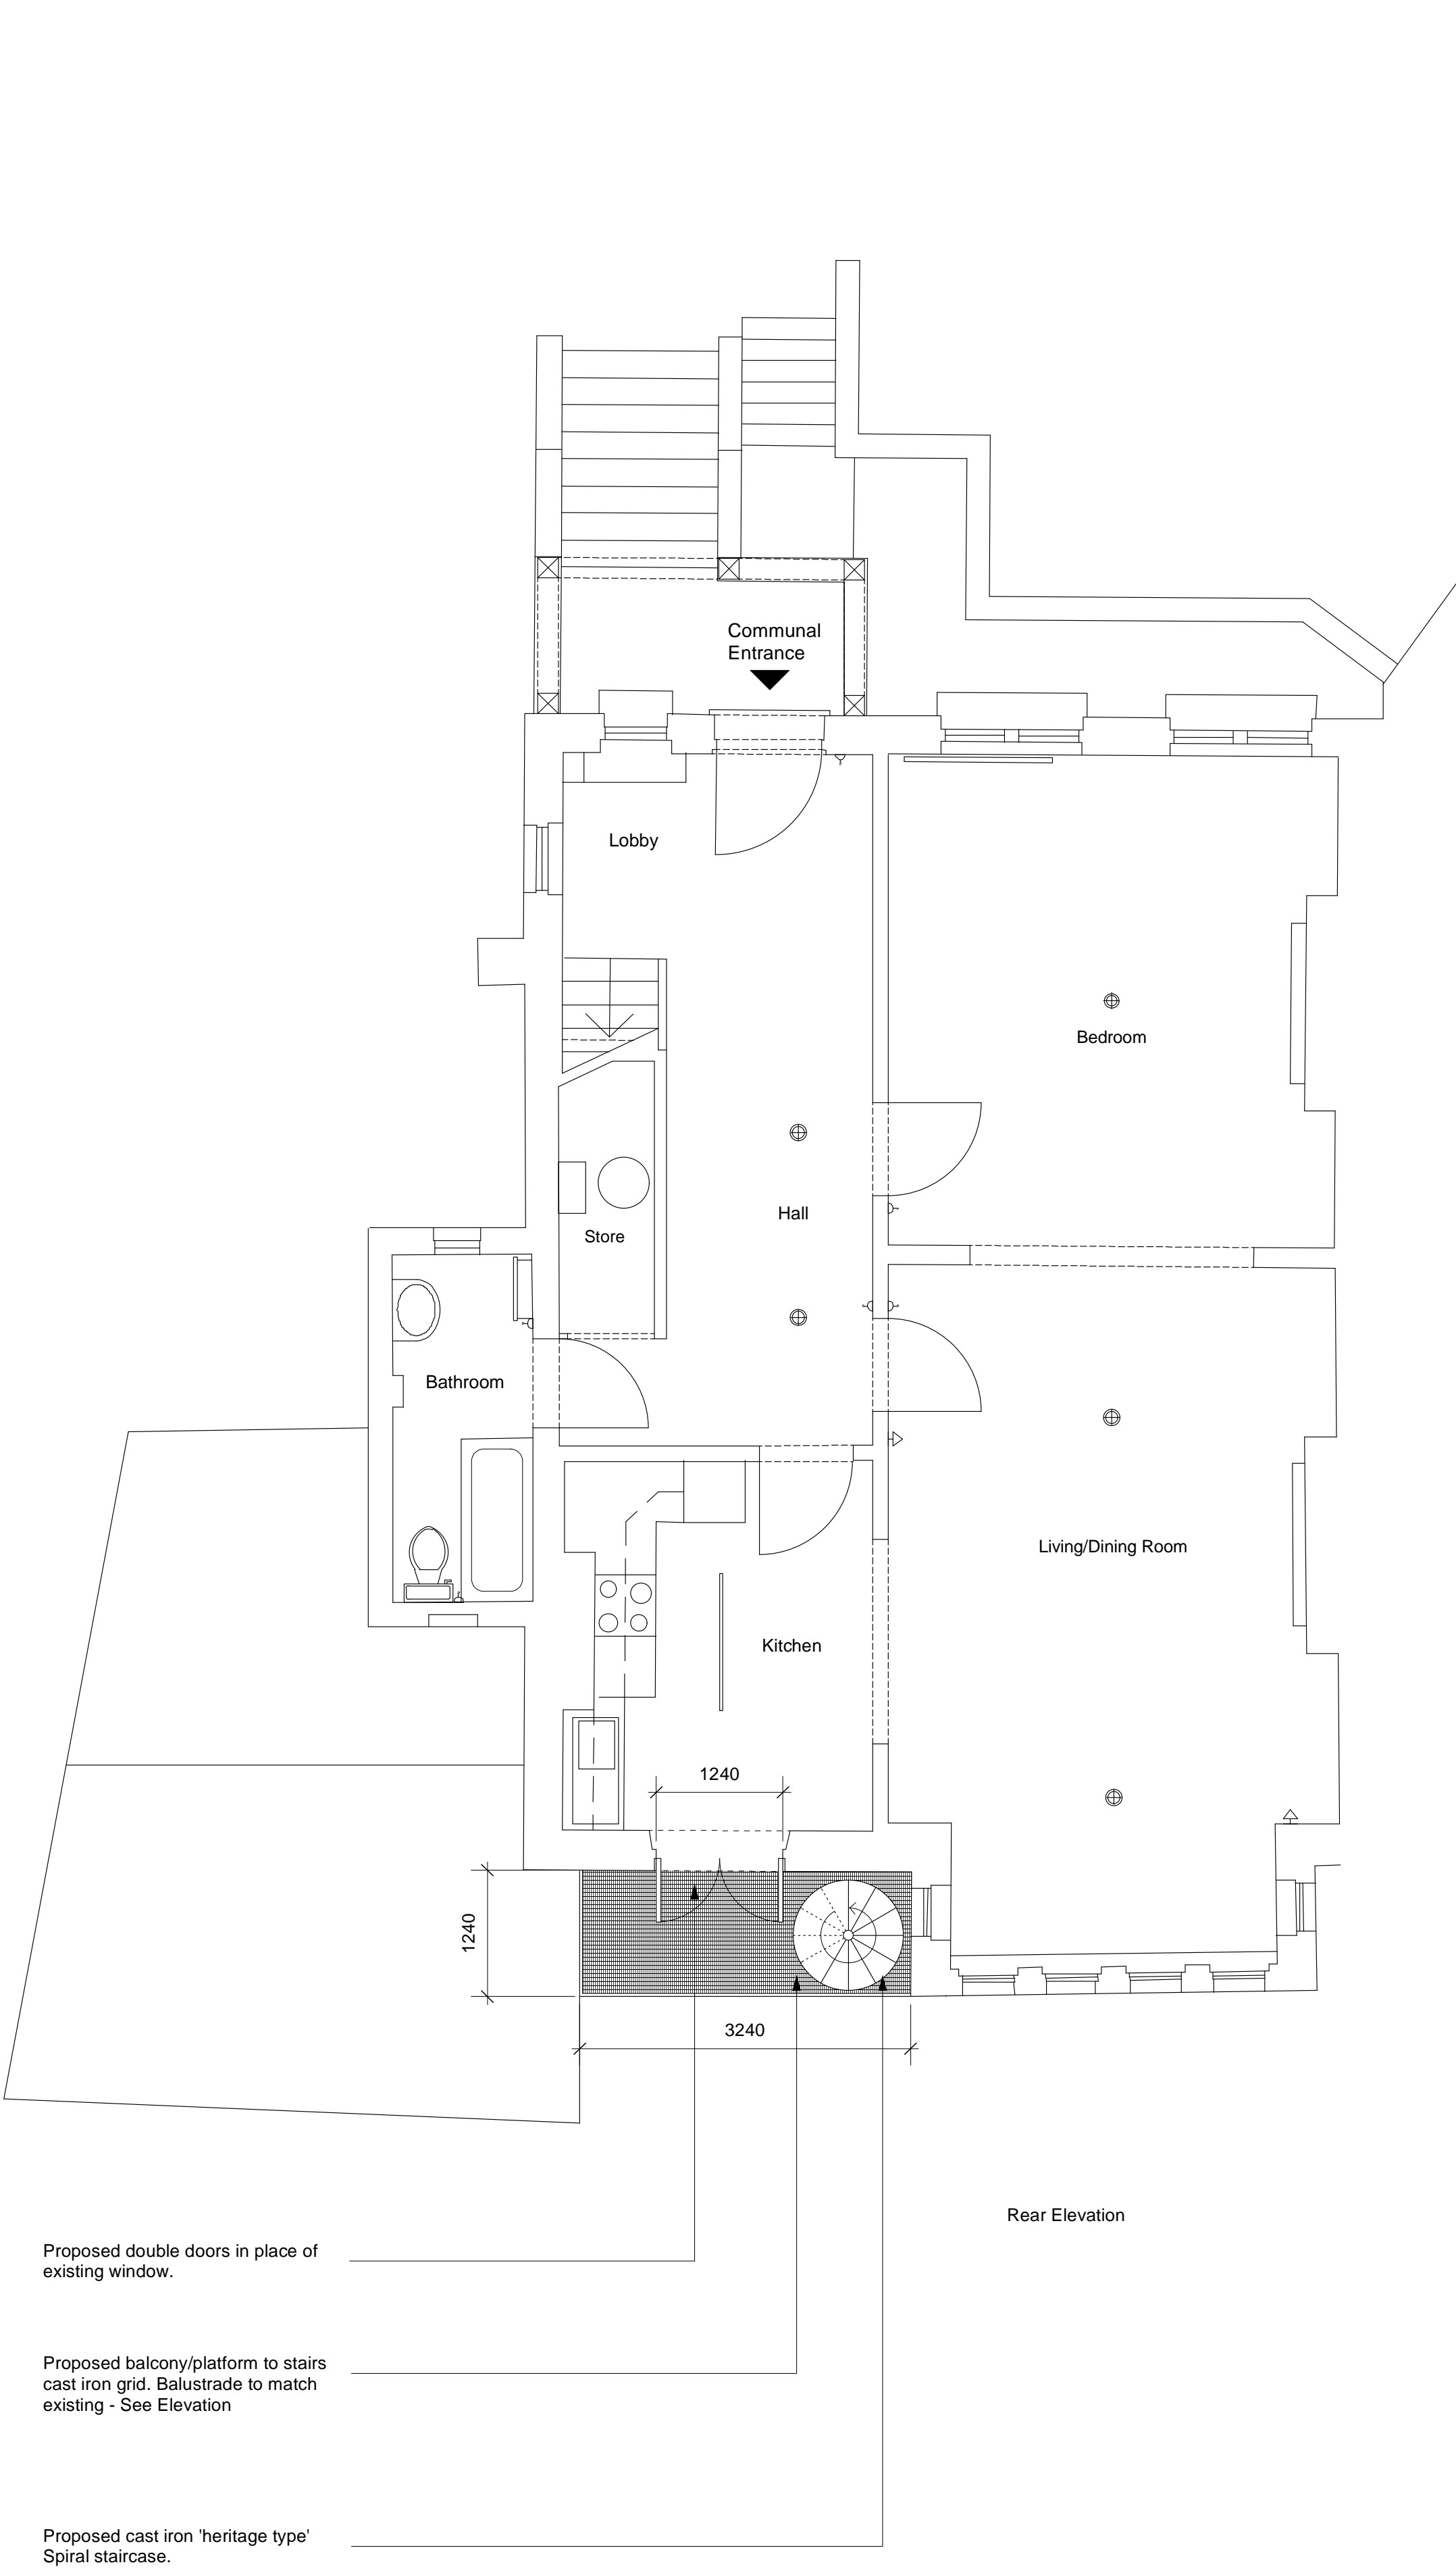 Communal
Entrance
Lobby
Bedroom
Hall
Store
Bathroom
Living/Dining Room
Kitchen
1240
1240
3240
Rear Elevation
Proposed double doors in place of
existing window.
Proposed balcony/platform to stairs
cast iron grid. Balustrade to match
existing - See Elevation
Proposed cast iron 'heritage type'
Spiral staircase.